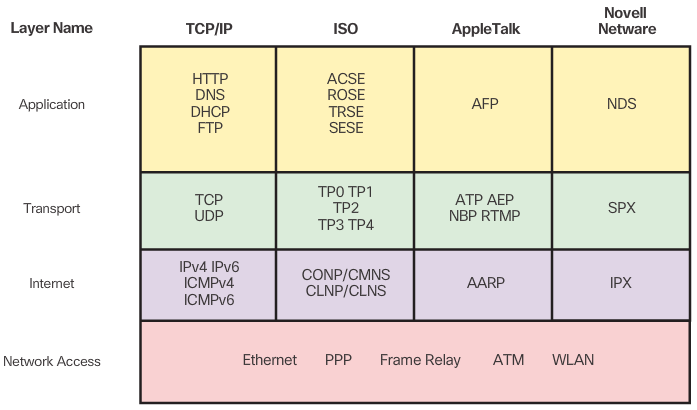 Layer Name TCP/IP ISO AppleTalk Novell
Netware
Application
HTTP
DNS
DHCP
FTP
ACSE
ROSE
TRSE
SESE
AFP
NDS
Transport
TCP
UDP
TP0 TP1
TP2
TP3 TP4
ATP AEP
NBP RTMP
SPX
Internet
IPv4 IPv6
ICMPv4
ICMPv6
CONP/CMNS
CLNP/CLNS
AARP
IPX
Network Access
Ethernet PPP Frame Relay ATM WLAN